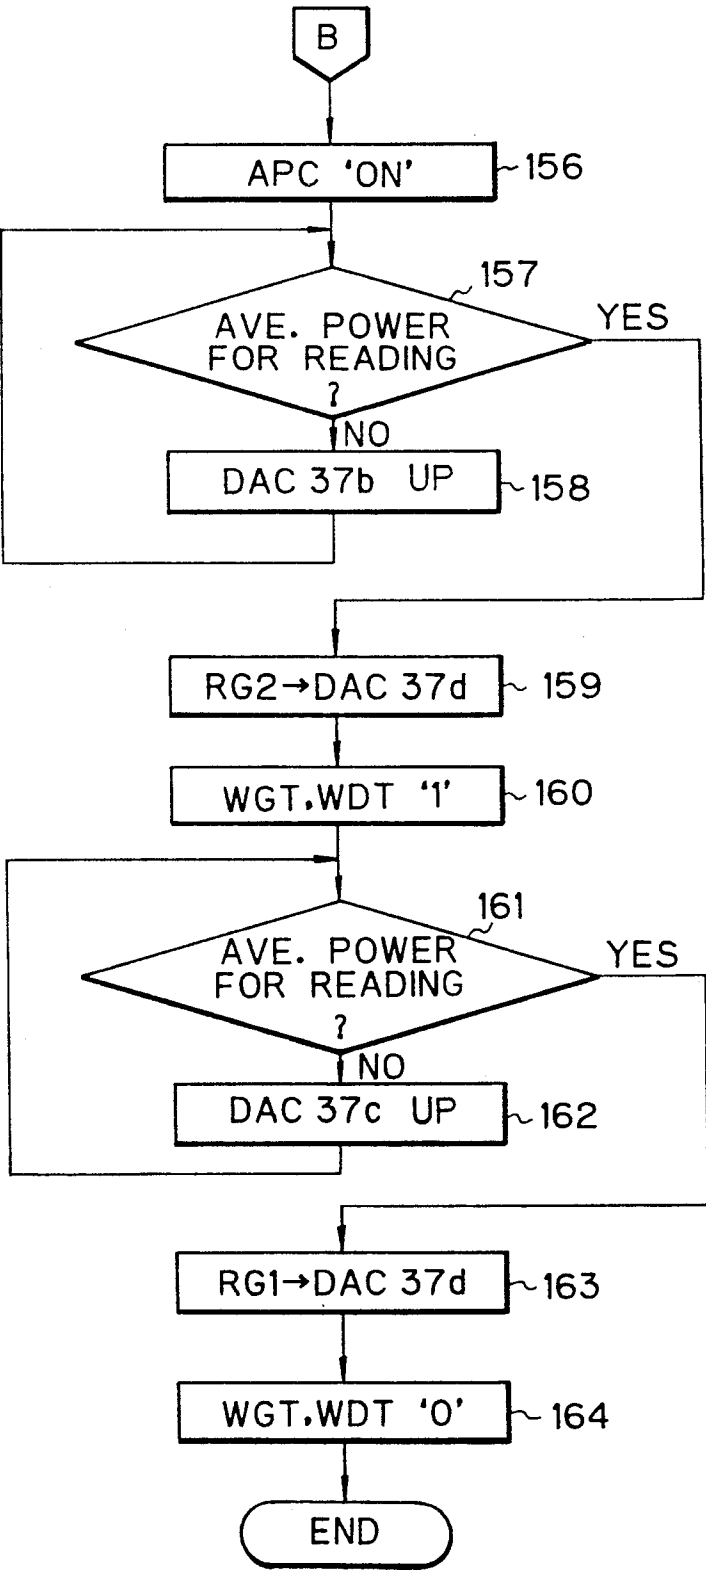 B
APC 'ON'
156
157
AVE. POWER
FOR READING
?
YES
NO
DAC 37b UP
158
RG2→DAC 37d
159
WGT.WDT '1'
160
161
AVE. POWER
FOR READING
?
YES
NO
DAC 37c UP
162
RG1→DAC 37d
163
WGT.WDT '0'
164
END